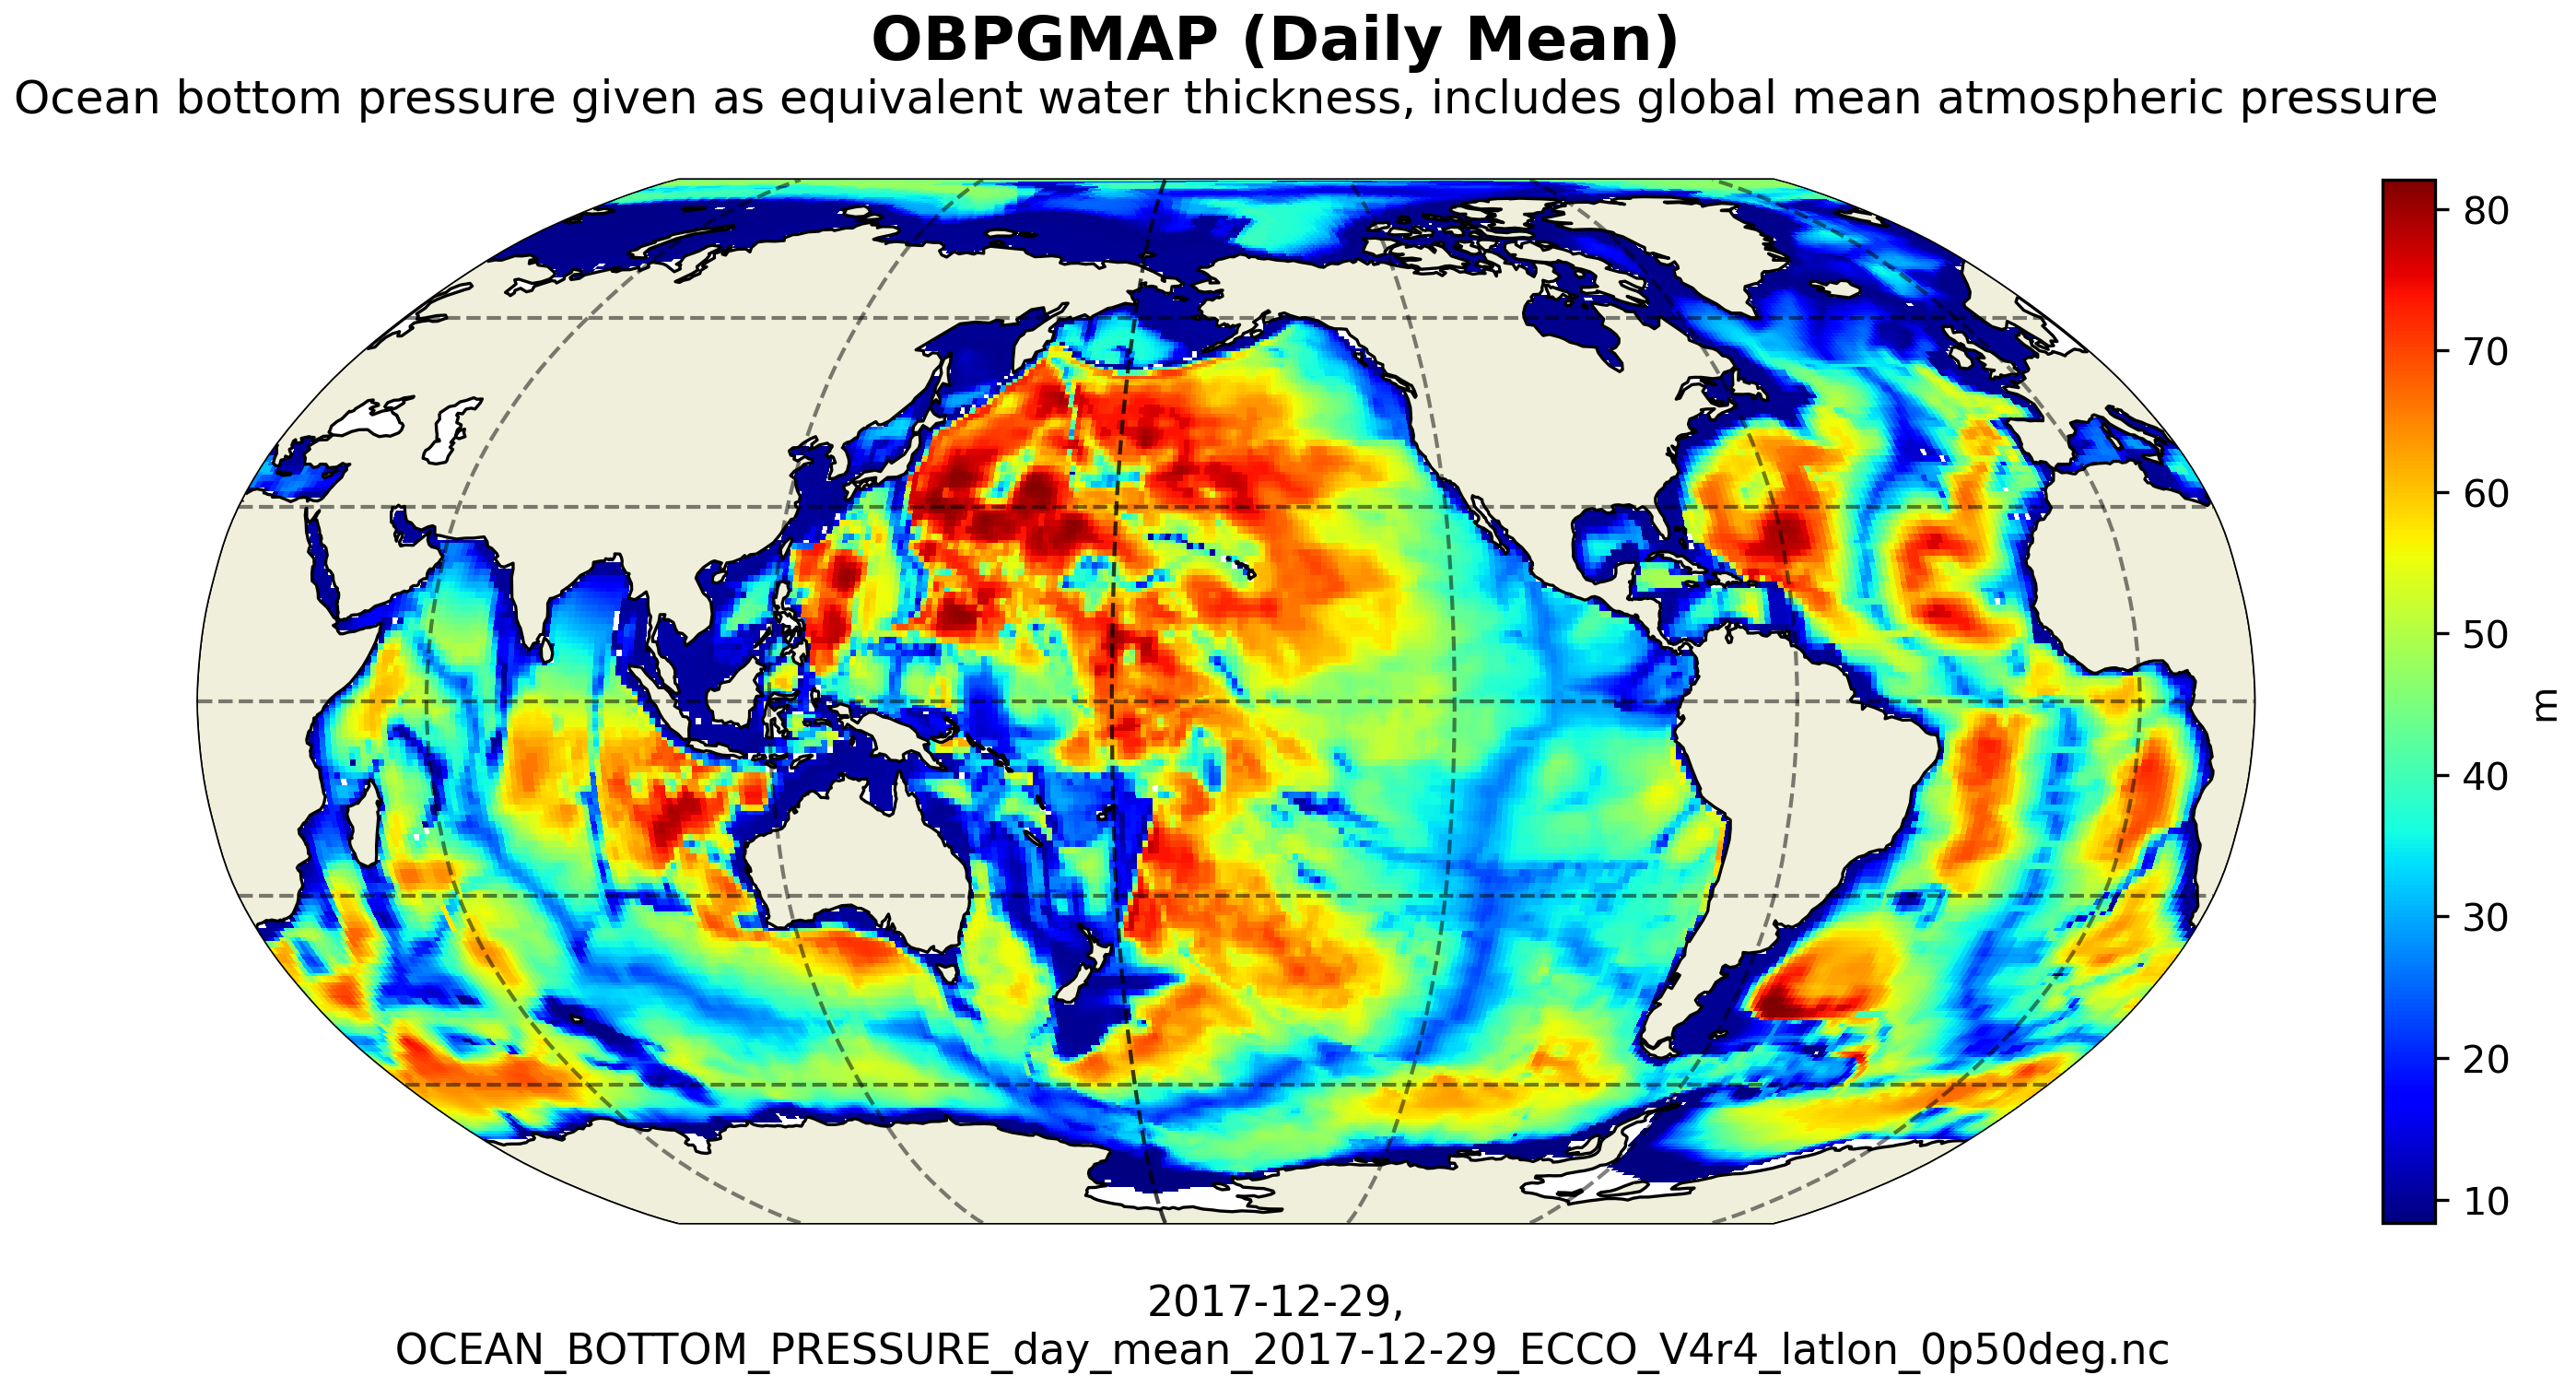 OBPGMAP (Daily Mean)
Ocean bottom pressure given as equivalent water thickness, includes global mean atmospheric pressure
80
70
60
50
40
30
20
10
m
2017-12-29,
OCEAN_BOTTOM_PRESSURE_day_mean_2017-12-29_ECCO_V4r4_latlon_0p50deg.nc